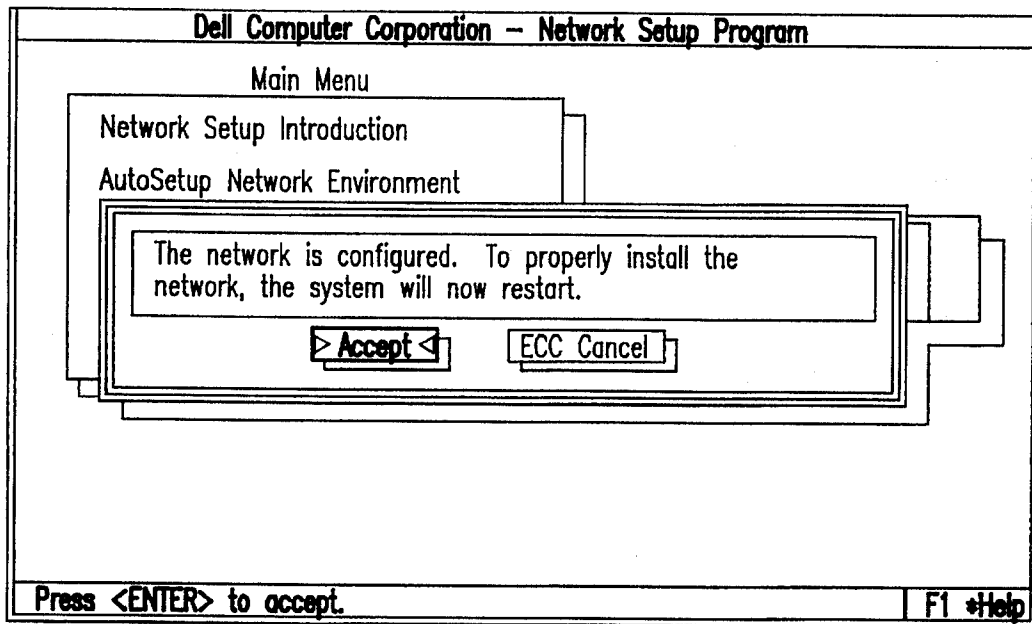 Dell Computer Corporation – Network Setup Program
Main Menu
Network Setup Introduction
AutoSetup Network Environment
The network is configured. To properly install the
network, the system will now restart.
▷ Accept ◁
ECC Cancel
Press <ENTER> to accept.
F1 *Help